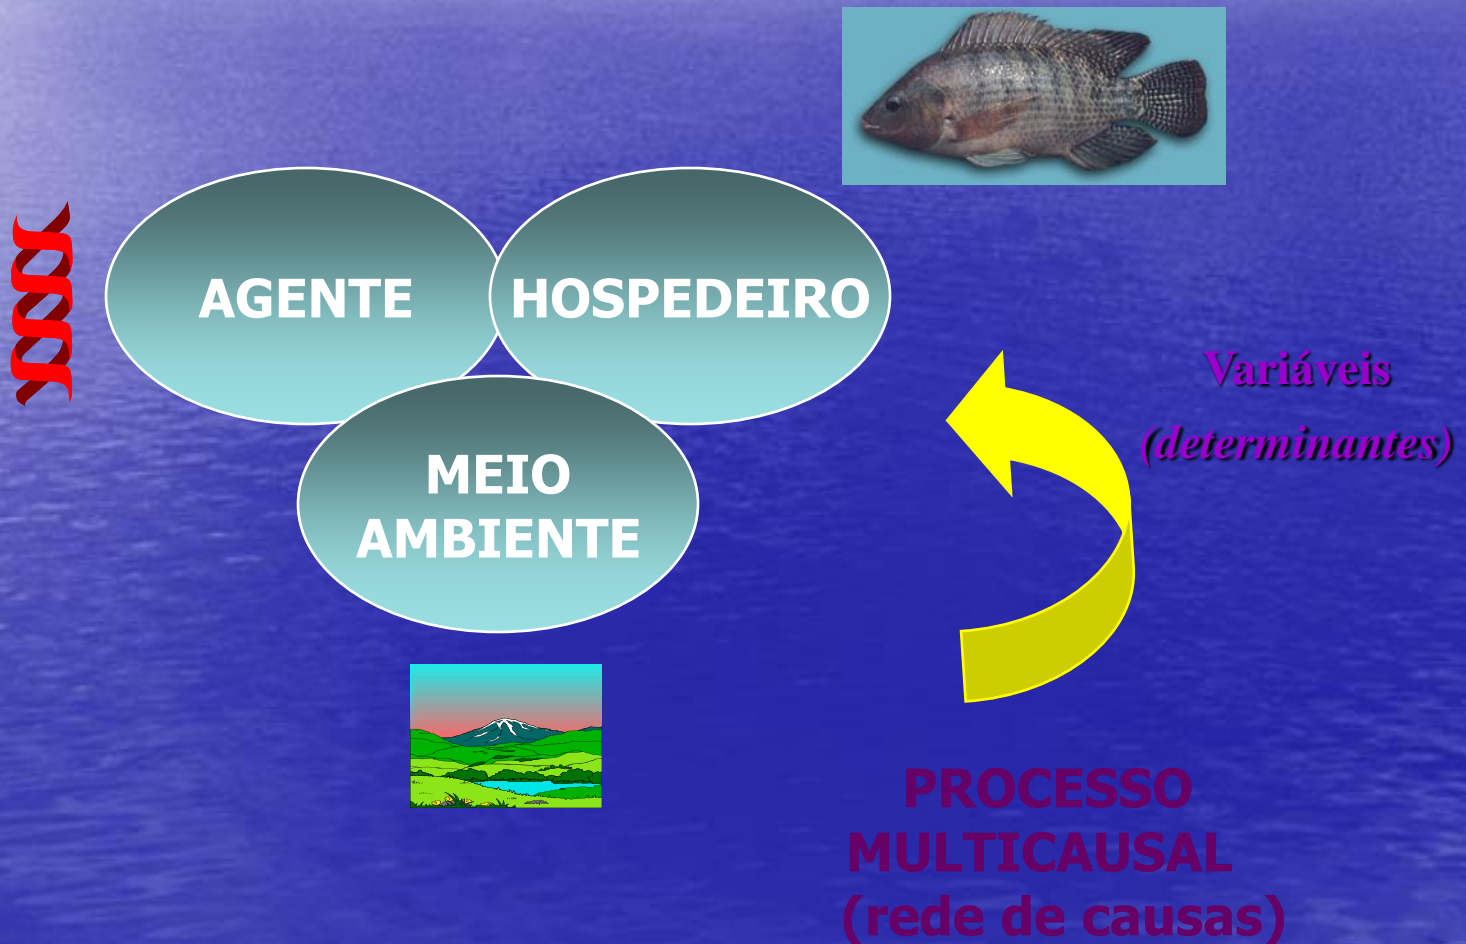 AGENTE
HOSPEDEIRO
MEIO
AMBIENTE
Variáveis
(determinantes)
PROCESSO
MULTICAUSAL
(rede de causas)